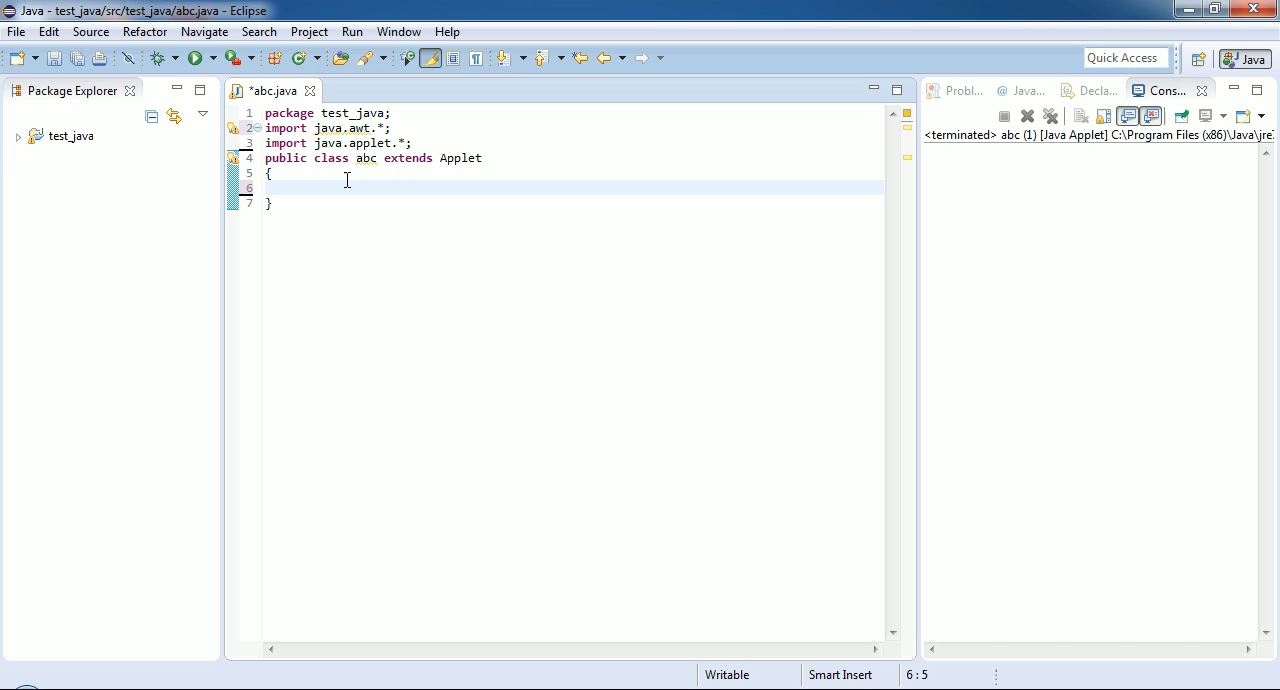 Java - test_java/src/test_java/abc.java - Eclipse
File Edit Source Refactor Navigate Search Project Run Window Help
Quick Access
Java
Package Explorer
*abc.java
Probl...
@ Java...
Decla...
Cons...
test_java
<terminated> abc (1) [Java Applet] C:\Program Files (x86)\Java\jre
1 package test_java;
2 import java.awt.*;
3 import java.applet.*;
4 public class abc extends Applet
5 {
6
7 }
Writable
Smart Insert
6 : 5